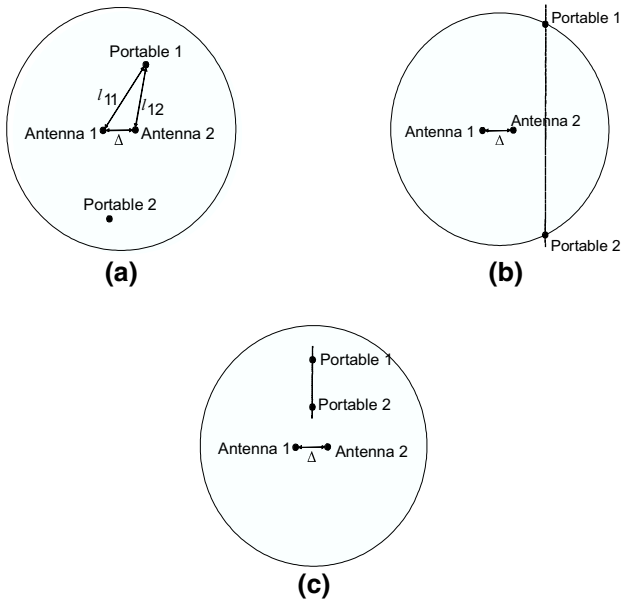 Portable 1
l11
l12
Antenna 1
Antenna 2
Δ
Portable 2
(a)
Portable 1
Antenna 2
Antenna 1
Δ
Portable 2
(b)
Portable 1
Portable 2
Antenna 1
Antenna 2
Δ
(c)